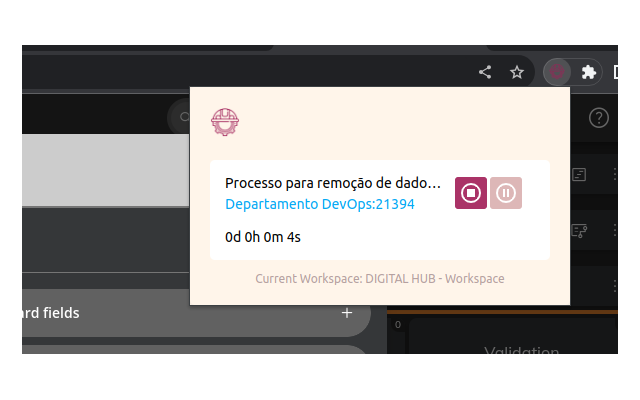 Processo para remoção de dado...
Departamento DevOps:21394
0d 0h 0m 4s
Current Workspace: DIGITAL HUB - Workspace
ard fields
+
0
Validation